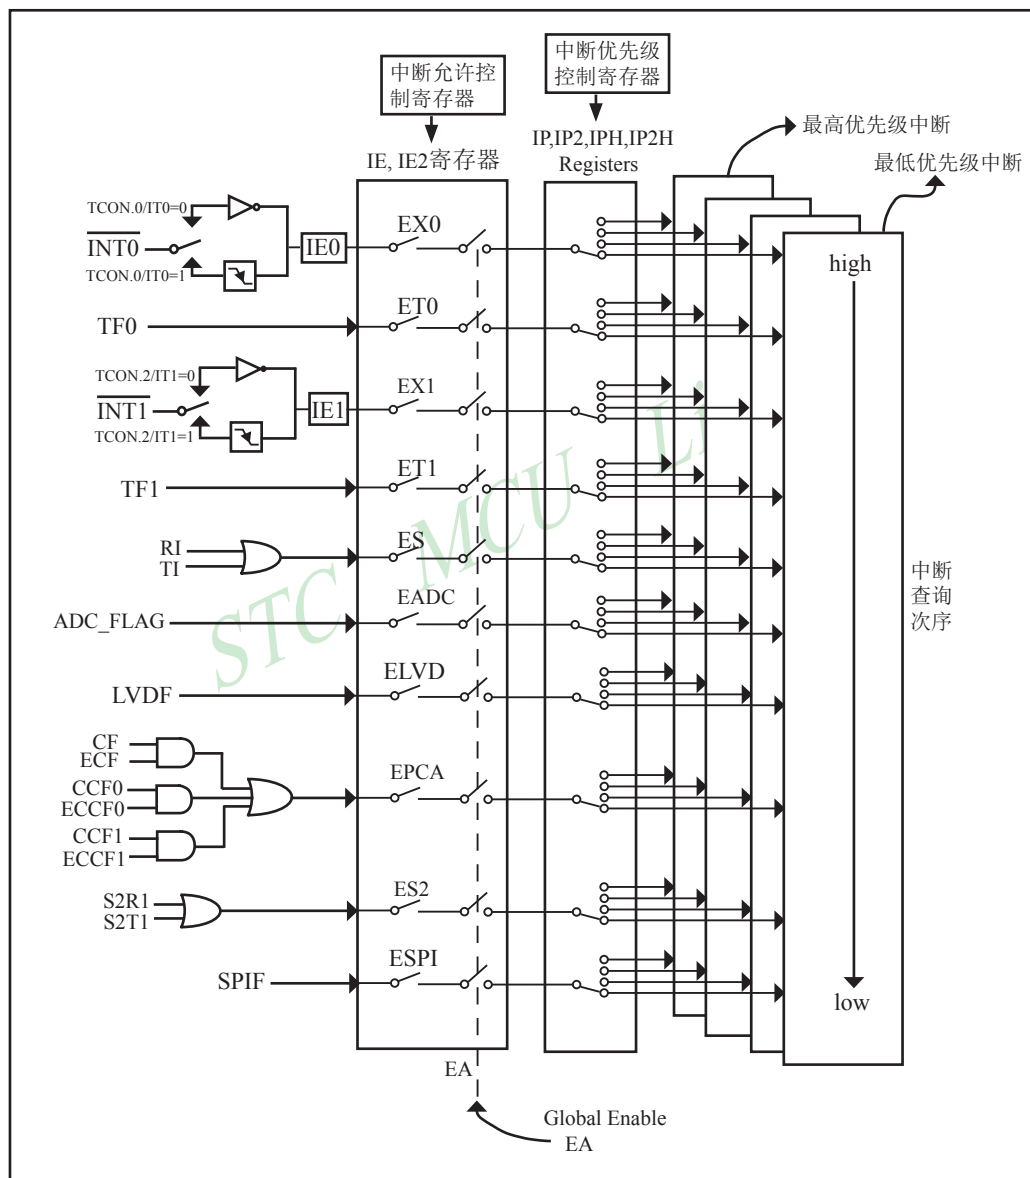 中断优先级
控制寄存器
中断允许控
制寄存器
最高优先级中断
IP,IP2,IPH,IP2H
Registers
IE, IE2寄存器
最低优先级中断
TCON.0/IT0=0
INT0
TCON.0/IT0=1
IE0
EX0
high
TF0
ET0
TCON.2/IT1=0
INT1
TCON.2/IT1=1
IE1
EX1
TF1
ET1
RI
TI
ES
中断
查询
次序
ADC_FLAG
EADC
LVDF
ELVD
CF
ECF
CCF0
ECCF0
CCF1
ECCF1
EPCA
S2R1
S2T1
ES2
SPIF
ESPI
low
EA
Global Enable
EA
STC MCU Li